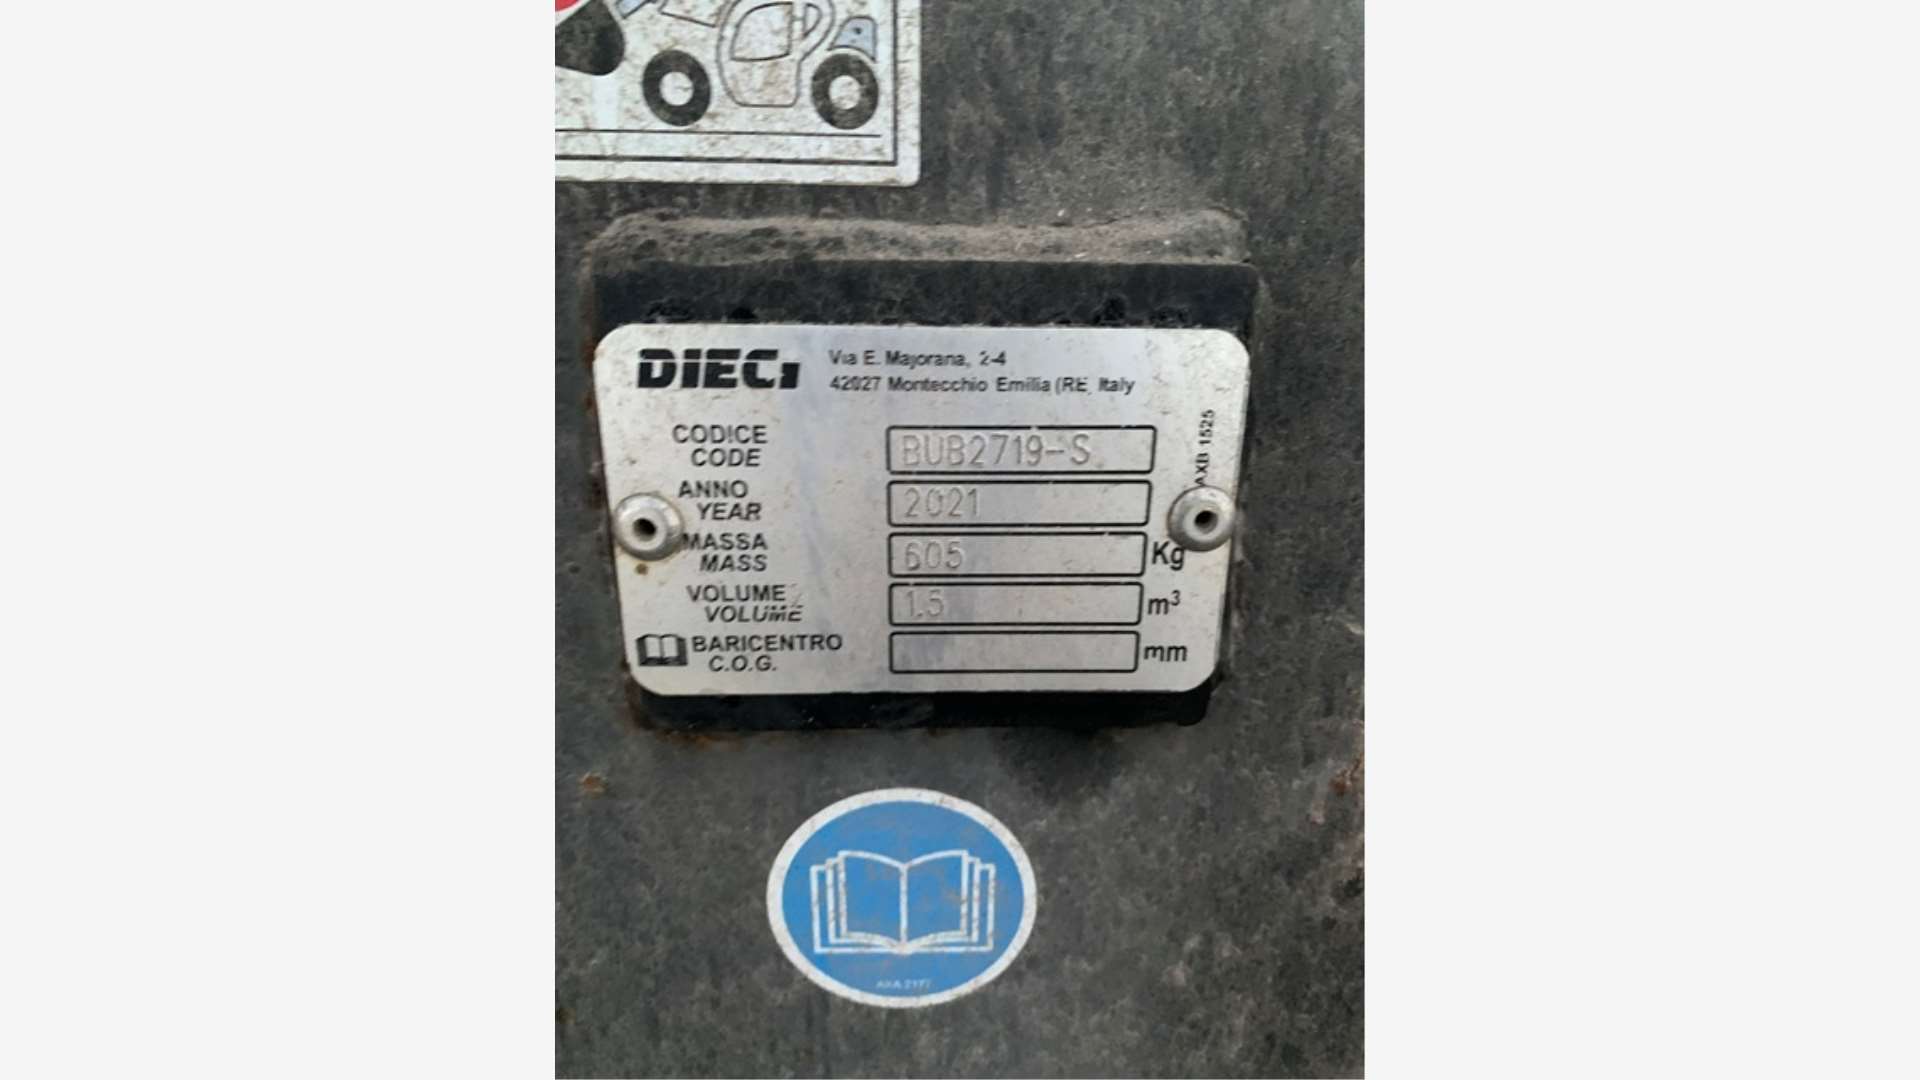 DIECI
Via E. Majorana, 2-4
42027 Montecchio Emilia (RE) Italy
CODICE
CODE
BUB2719-S
ANNO
YEAR
2021
MASSA
MASS
605 Kg
VOLUME
VOLUME
1.5 m³
BARICENTRO
C.O.G.
mm
AXB 1525